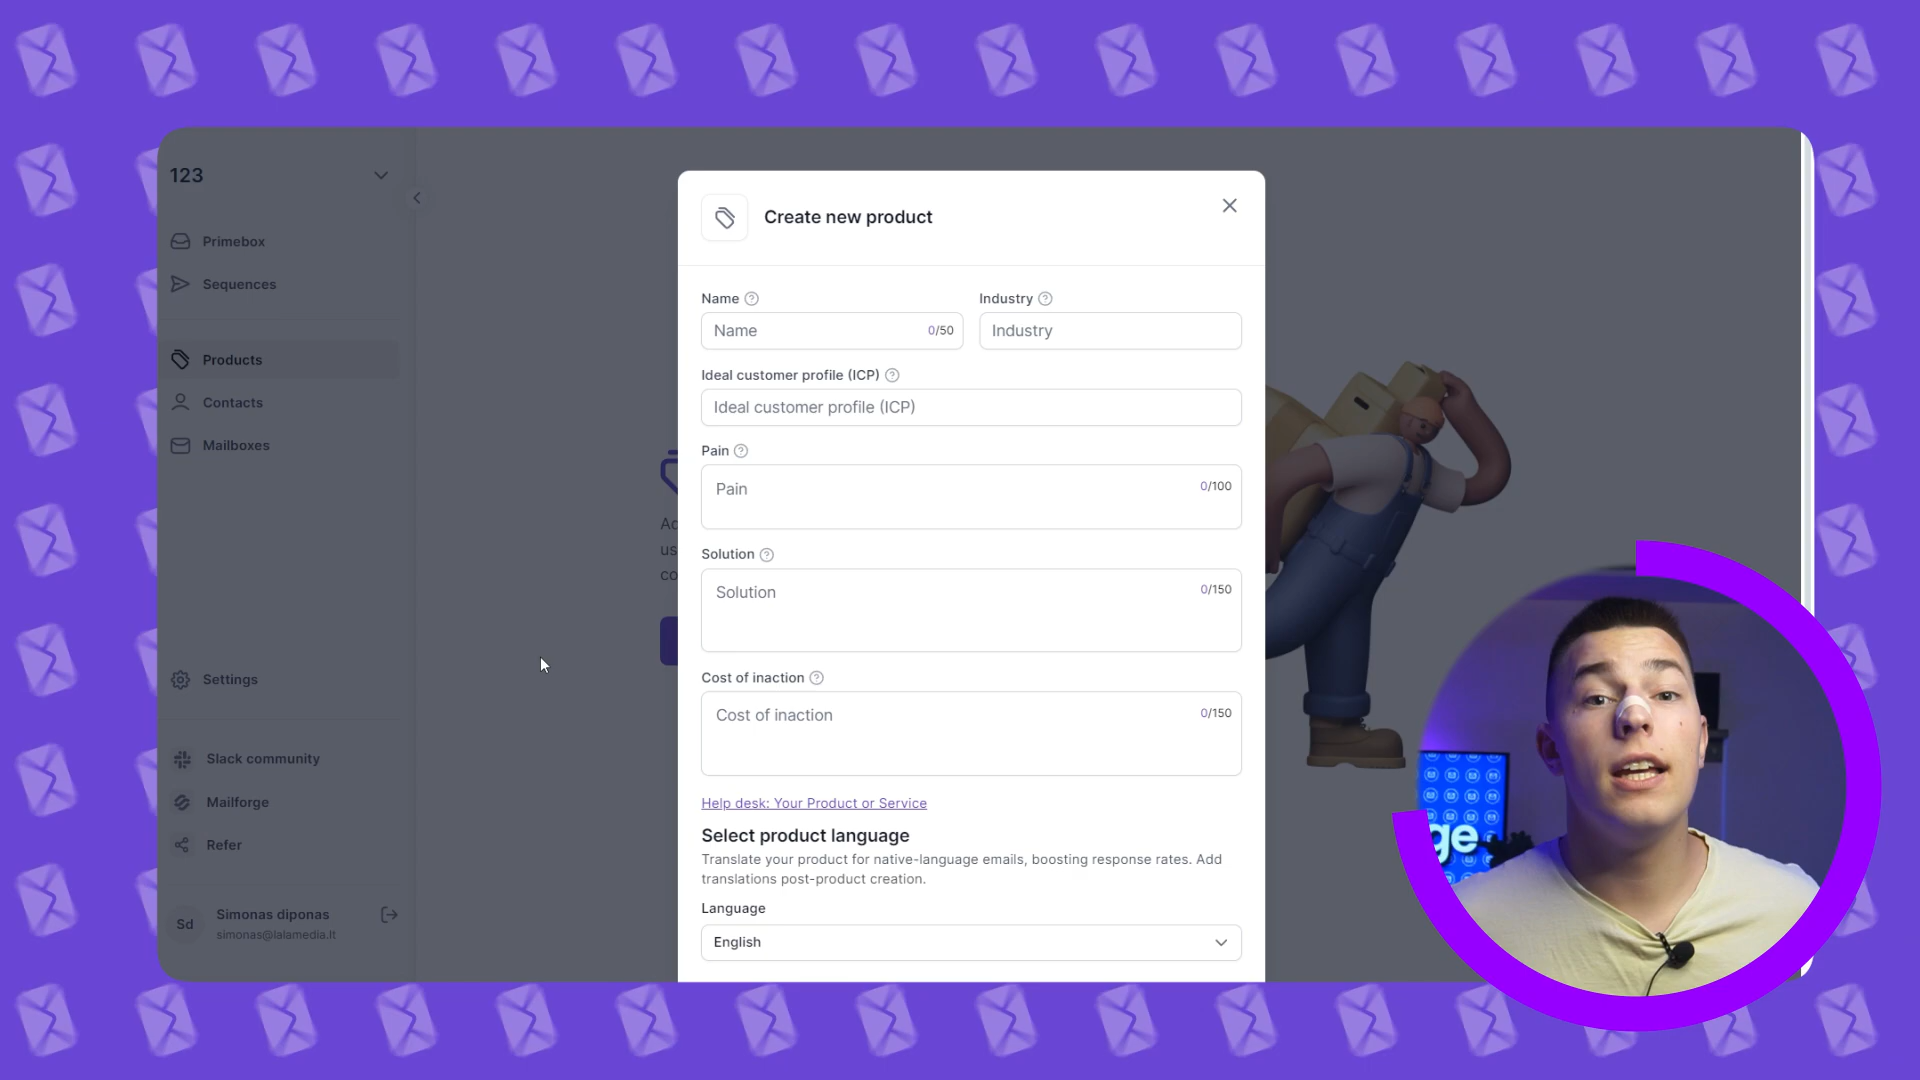 123
Primebox
Sequences
Products
Contacts
Mailboxes
Settings
Slack community
Mailforge
Refer
Sd
Simonas diponas
simonas@lalamedia.lt
Create new product
Name
Industry
Name
0/50
Industry
Ideal customer profile (ICP)
Ideal customer profile (ICP)
Pain
Pain
0/100
Solution
Solution
0/150
Cost of inaction
Cost of inaction
0/150
Help desk: Your Product or Service
Select product language
Translate your product for native-language emails, boosting response rates. Add
translations post-product creation.
Language
English
ge